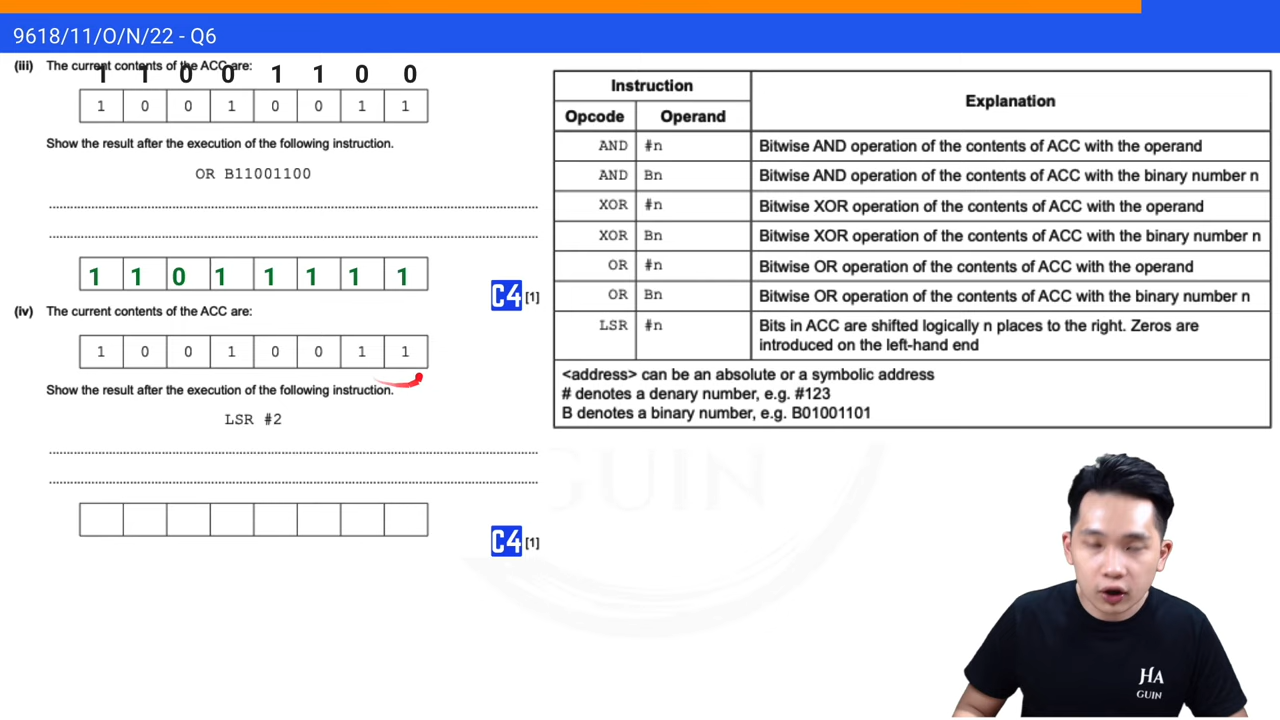 9618/11/O/N/22 - Q6
(iii) The current contents of the ACC are:
1 1 0 0 1 1 0 0
1 0 0 1 0 0 1 1
Show the result after the execution of the following instruction.
OR B11001100
1 1 0 1 1 1 1 1
C4 [1]
(iv) The current contents of the ACC are:
1 0 0 1 0 0 1 1
Show the result after the execution of the following instruction.
LSR #2
C4 [1]
Instruction Explanation
Opcode Operand
AND #n Bitwise AND operation of the contents of ACC with the operand
AND Bn Bitwise AND operation of the contents of ACC with the binary number n
XOR #n Bitwise XOR operation of the contents of ACC with the operand
XOR Bn Bitwise XOR operation of the contents of ACC with the binary number n
OR #n Bitwise OR operation of the contents of ACC with the operand
OR Bn Bitwise OR operation of the contents of ACC with the binary number n
LSR #n Bits in ACC are shifted logically n places to the right. Zeros are
introduced on the left-hand end
<address> can be an absolute or a symbolic address
# denotes a denary number, e.g. #123
B denotes a binary number, e.g. B01001101
GUIN
HA
GUIN